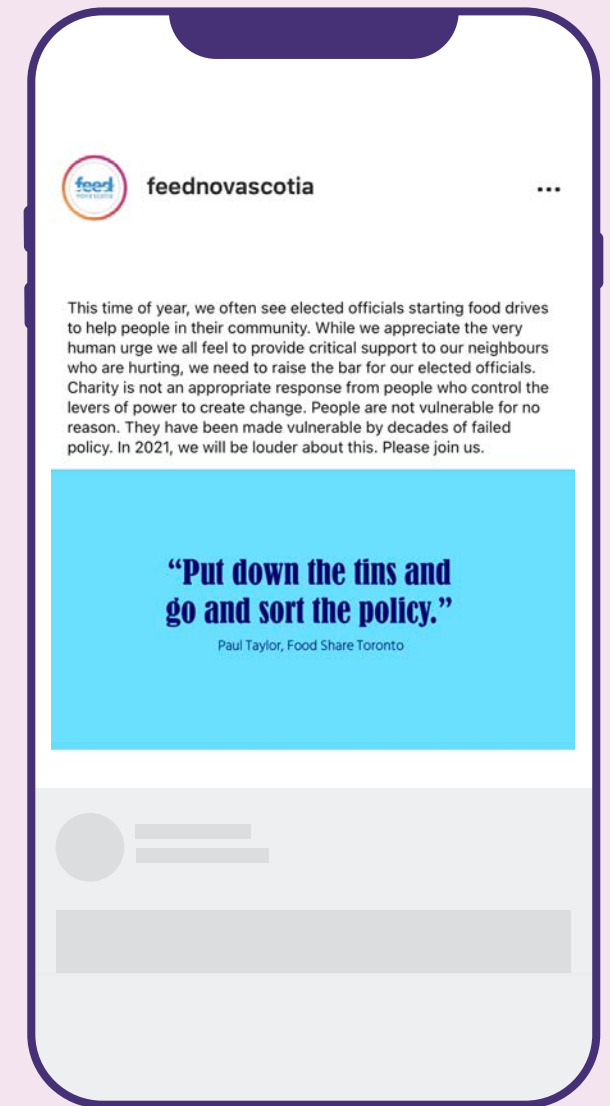 feed
nova scotia
feednovascotia
...
This time of year, we often see elected officials starting food drives
to help people in their community. While we appreciate the very
human urge we all feel to provide critical support to our neighbours
who are hurting, we need to raise the bar for our elected officials.
Charity is not an appropriate response from people who control the
levers of power to create change. People are not vulnerable for no
reason. They have been made vulnerable by decades of failed
policy. In 2021, we will be louder about this. Please join us.
“Put down the tins and
go and sort the policy.”
Paul Taylor, Food Share Toronto